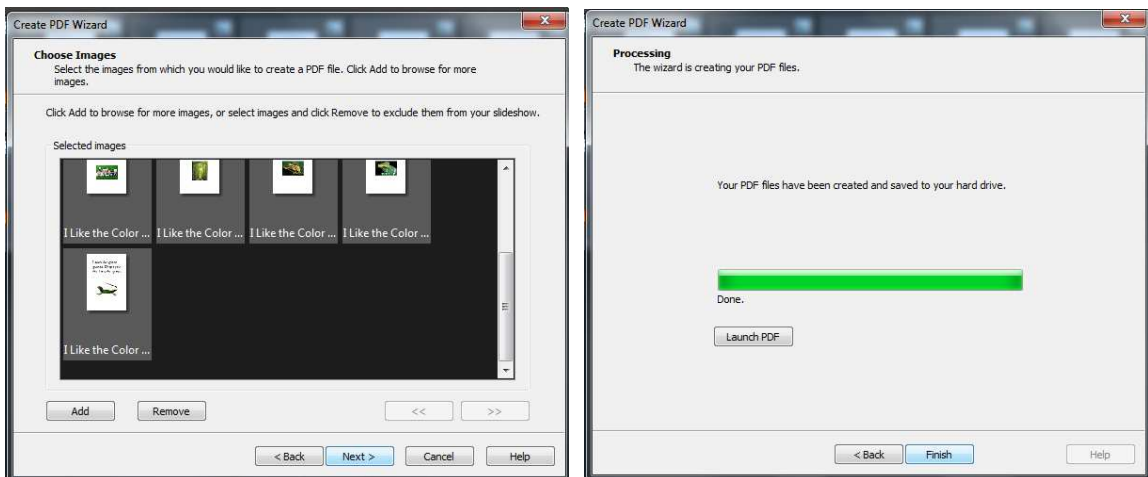 Create PDF Wizard
Choose Images
Select the images from which you would like to create a PDF file. Click Add to browse for more
images.
Click Add to browse for more images, or select images and click Remove to exclude them from your slideshow.
Selected images
I Like the Color ... I Like the Color ... I Like the Color ... I Like the Color ...
I Like the Color ...
Add Remove << >>
< Back Next > Cancel Help
Create PDF Wizard
Processing
The wizard is creating your PDF files.
Your PDF files have been created and saved to your hard drive.
Done.
Launch PDF
< Back Finish Help